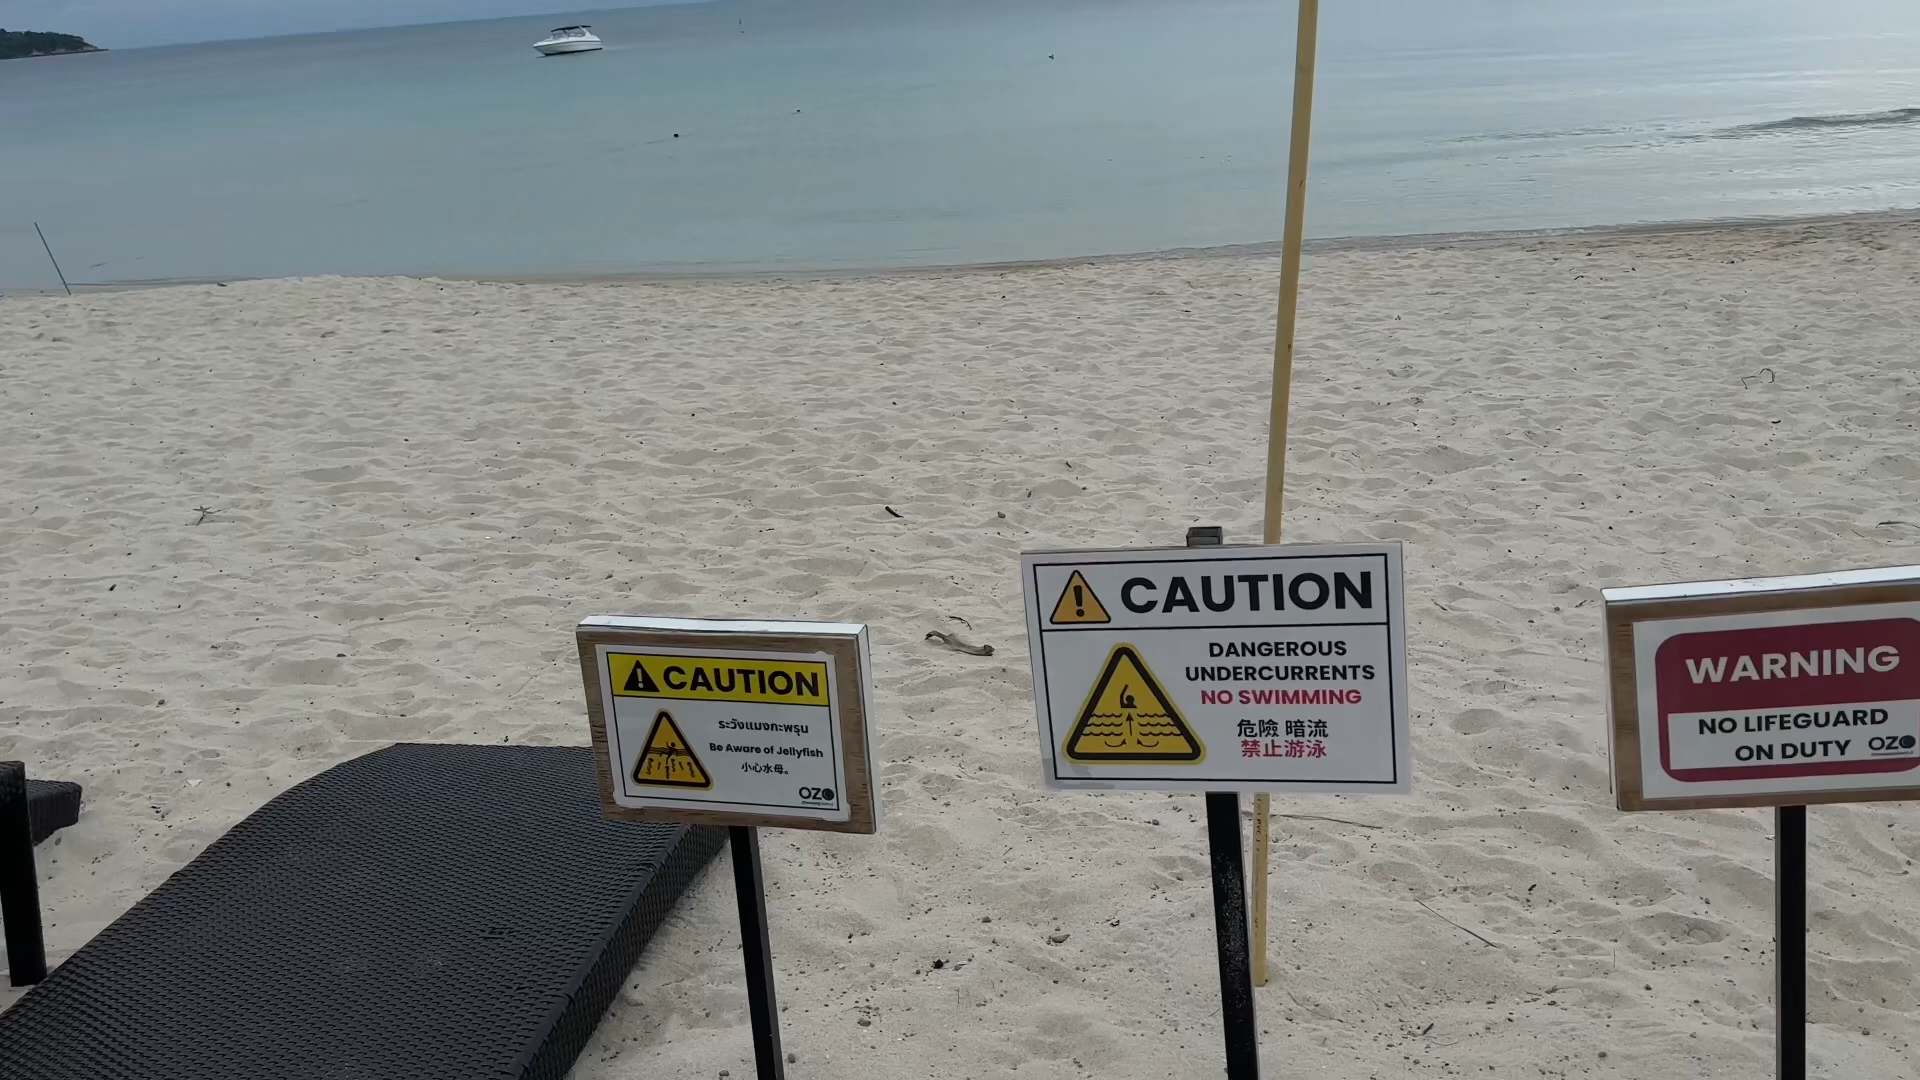 CAUTION
ระวังแมงกะพรุน
Be Aware of Jellyfish
小心水母。
OZO
CAUTION
DANGEROUS
UNDERCURRENTS
NO SWIMMING
危險 暗流
禁止游泳
WARNING
NO LIFEGUARD
ON DUTY
OZO